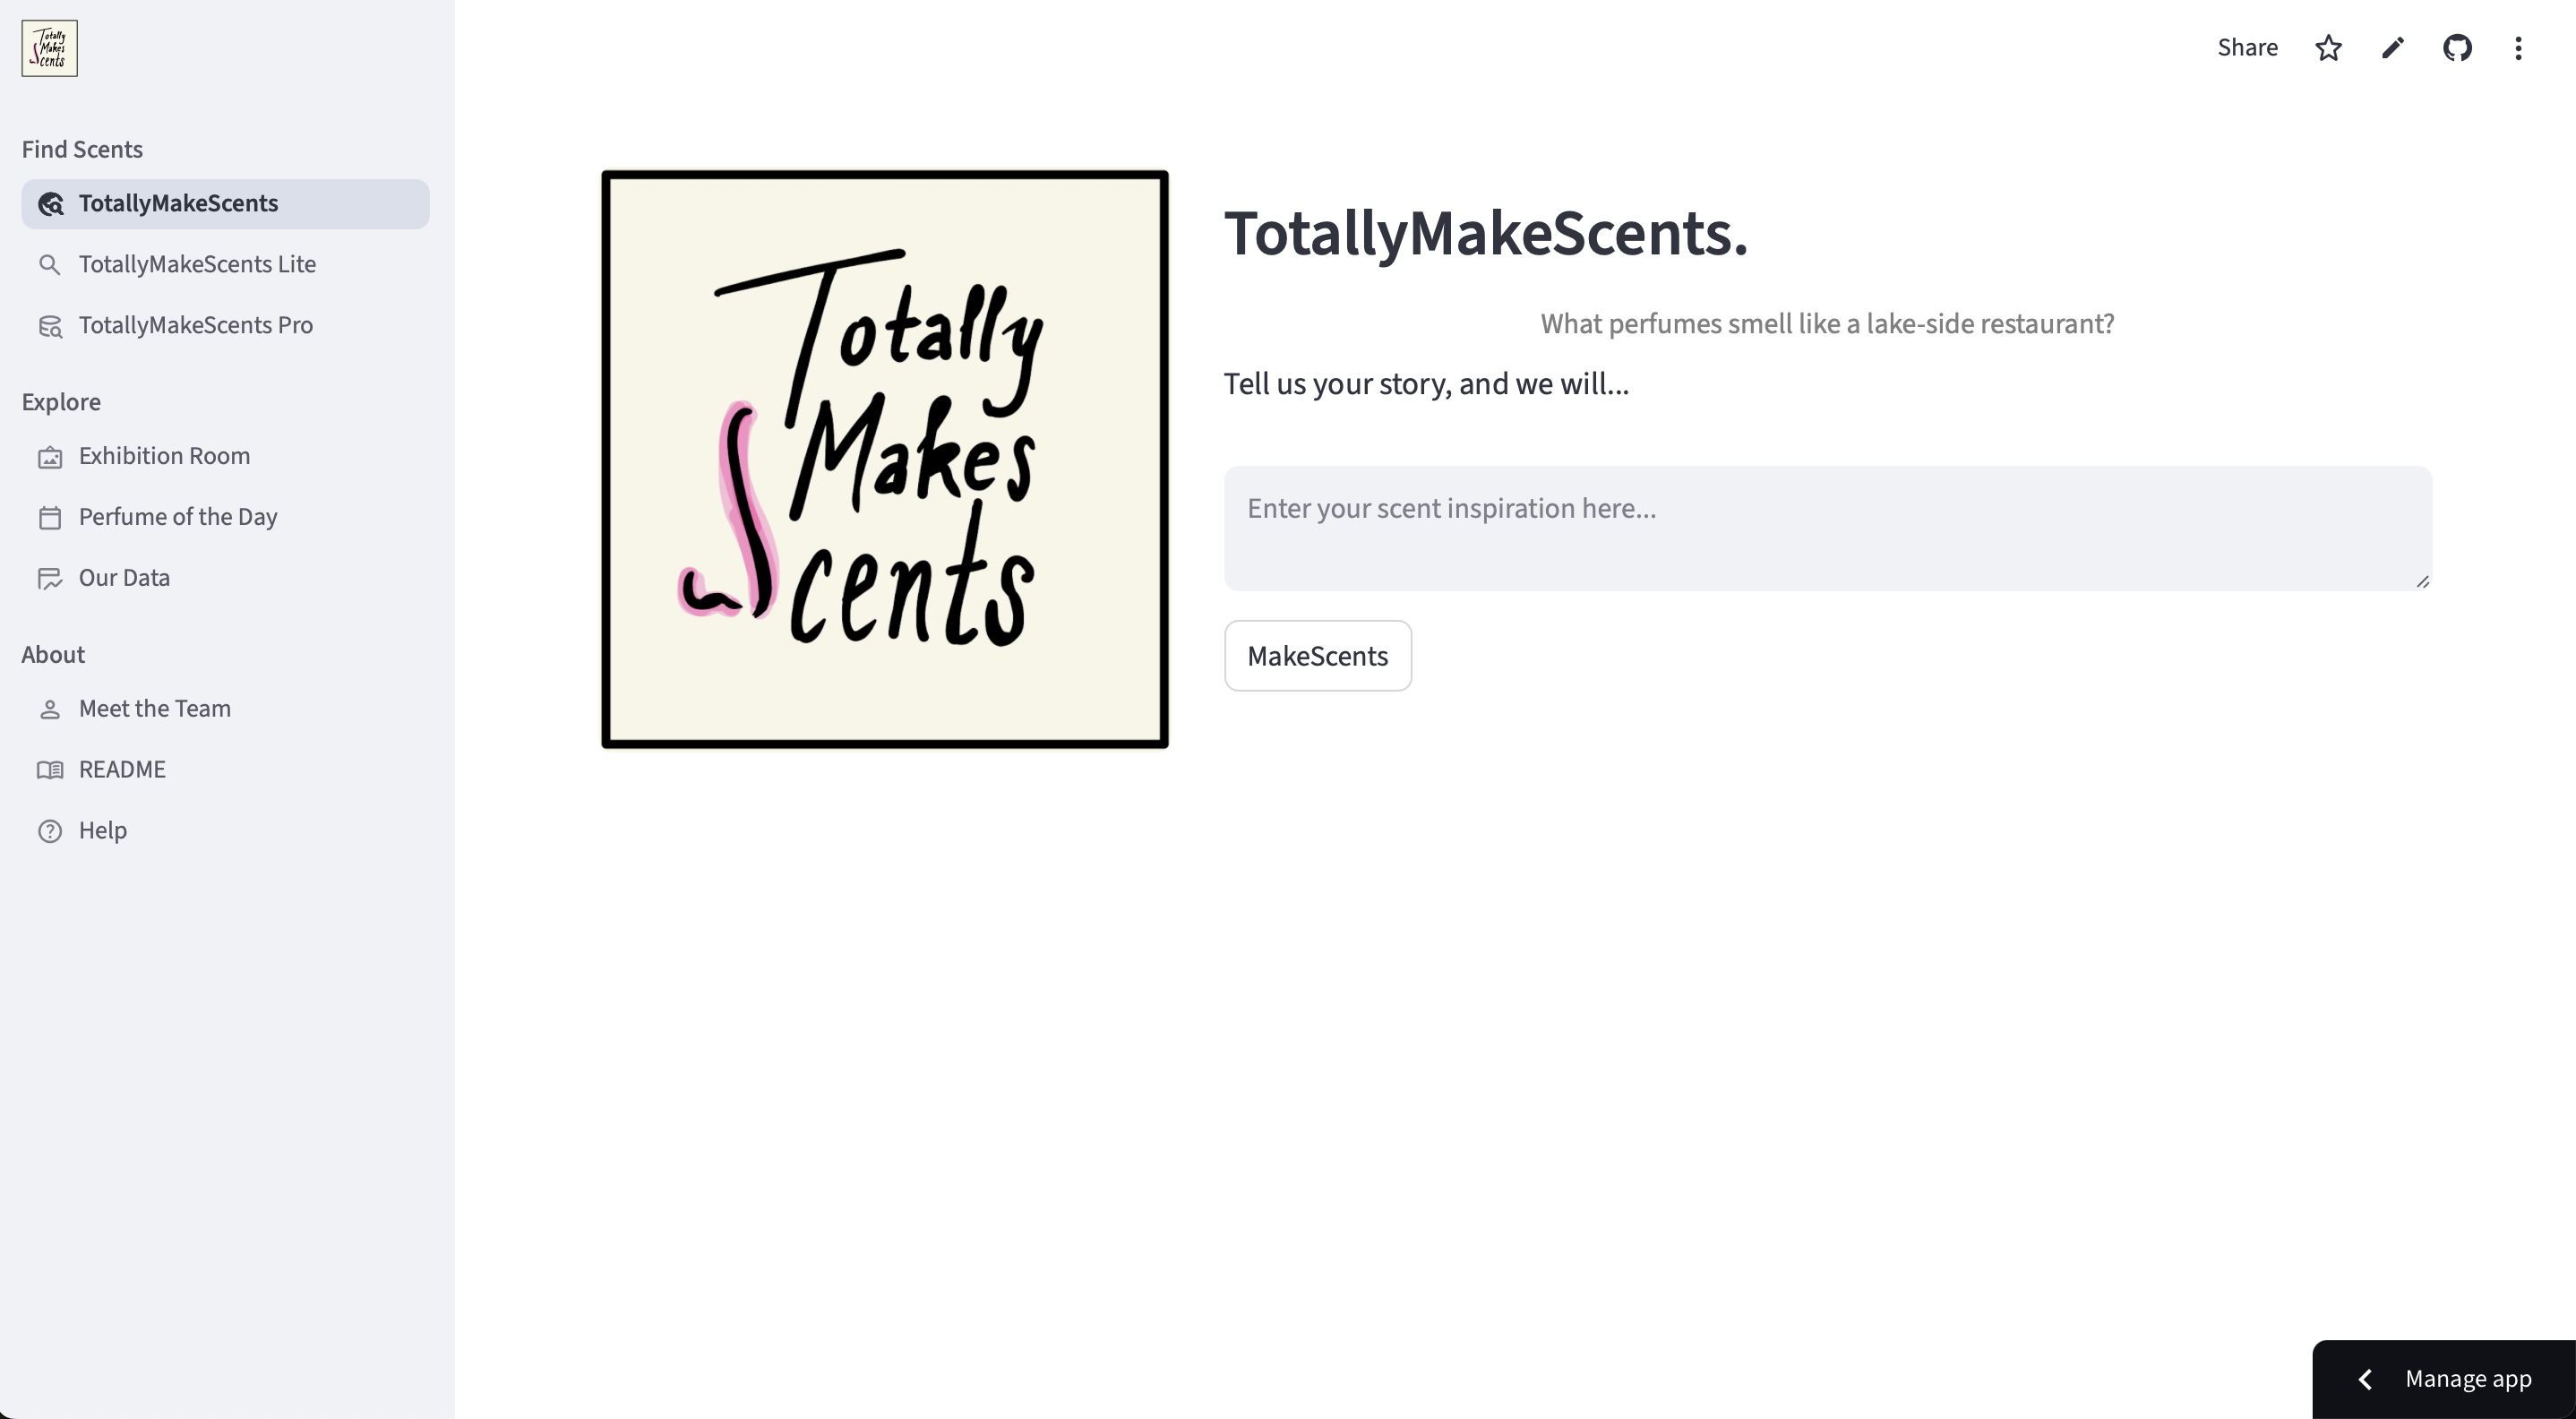 Totally
Makes
Scents
Find Scents
TotallyMakeScents
TotallyMakeScents Lite
TotallyMakeScents Pro
Explore
Exhibition Room
Perfume of the Day
Our Data
About
Meet the Team
README
Help
Share
Totally
Makes
Scents
TotallyMakeScents.
What perfumes smell like a lake-side restaurant?
Tell us your story, and we will...
Enter your scent inspiration here...
MakeScents
Manage app